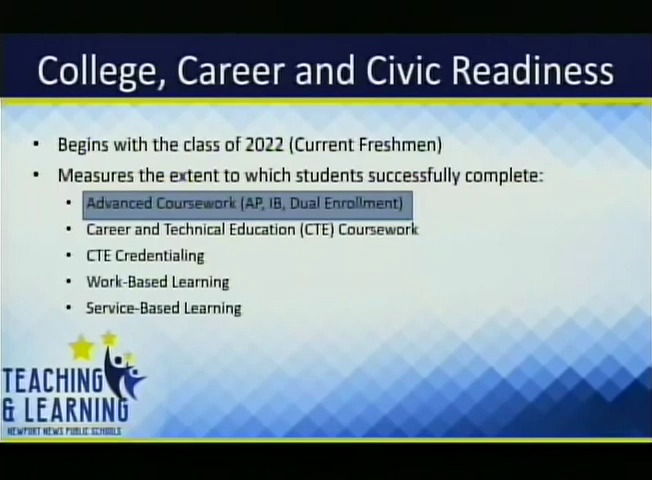 College, Career and Civic Readiness
• Begins with the class of 2022 (Current Freshmen)
• Measures the extent to which students successfully complete:
• Advanced Coursework (AP, IB, Dual Enrollment)
• Career and Technical Education (CTE) Coursework
• CTE Credentialing
• Work-Based Learning
• Service-Based Learning
TEACHING
& LEARNING
NEWPORT NEWS PUBLIC SCHOOLS